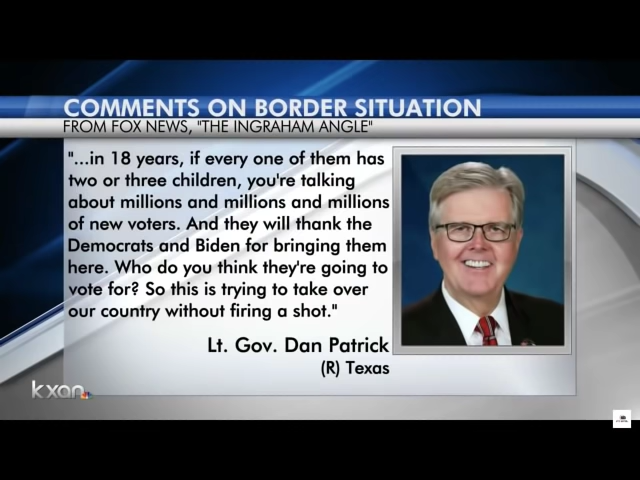 COMMENTS ON BORDER SITUATION
FROM FOX NEWS, "THE INGRAHAM ANGLE"
"...in 18 years, if every one of them has
two or three children, you're talking
about millions and millions and millions
of new voters. And they will thank the
Democrats and Biden for bringing them
here. Who do you think they're going to
vote for? So this is trying to take over
our country without firing a shot."
Lt. Gov. Dan Patrick
(R) Texas
kxan